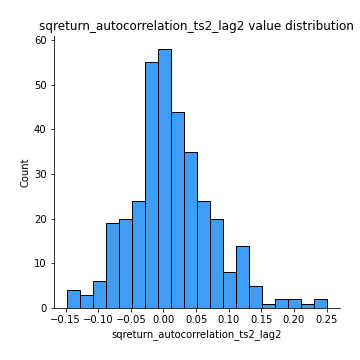 sqreturn_autocorrelation_ts2_lag2 value distribution
60
50
40
30
20
10
0
Count
−0.15 −0.10 −0.05 0.00 0.05 0.10 0.15 0.20 0.25
sqreturn_autocorrelation_ts2_lag2